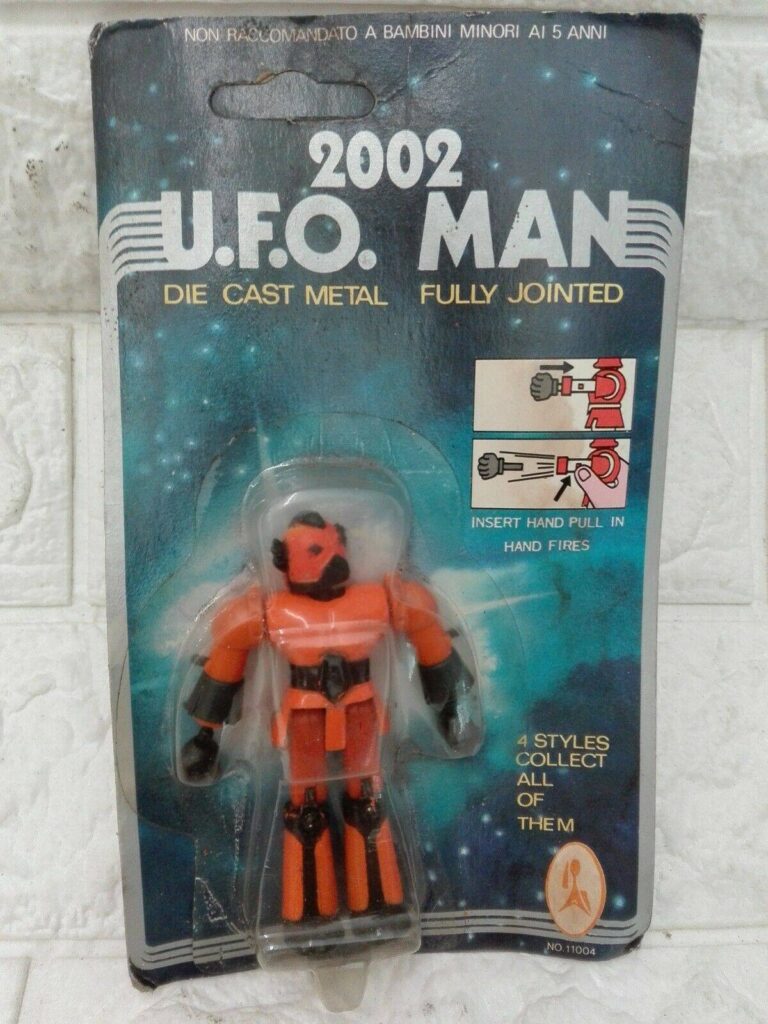 NON RACCOMANDATO A BAMBINI MINORI AI 5 ANNI
2002
U.F.O. MAN
DIE CAST METAL FULLY JOINTED
INSERT HAND PULL IN
HAND FIRES
4 STYLES
COLLECT
ALL
OF
THEM
NO.11004